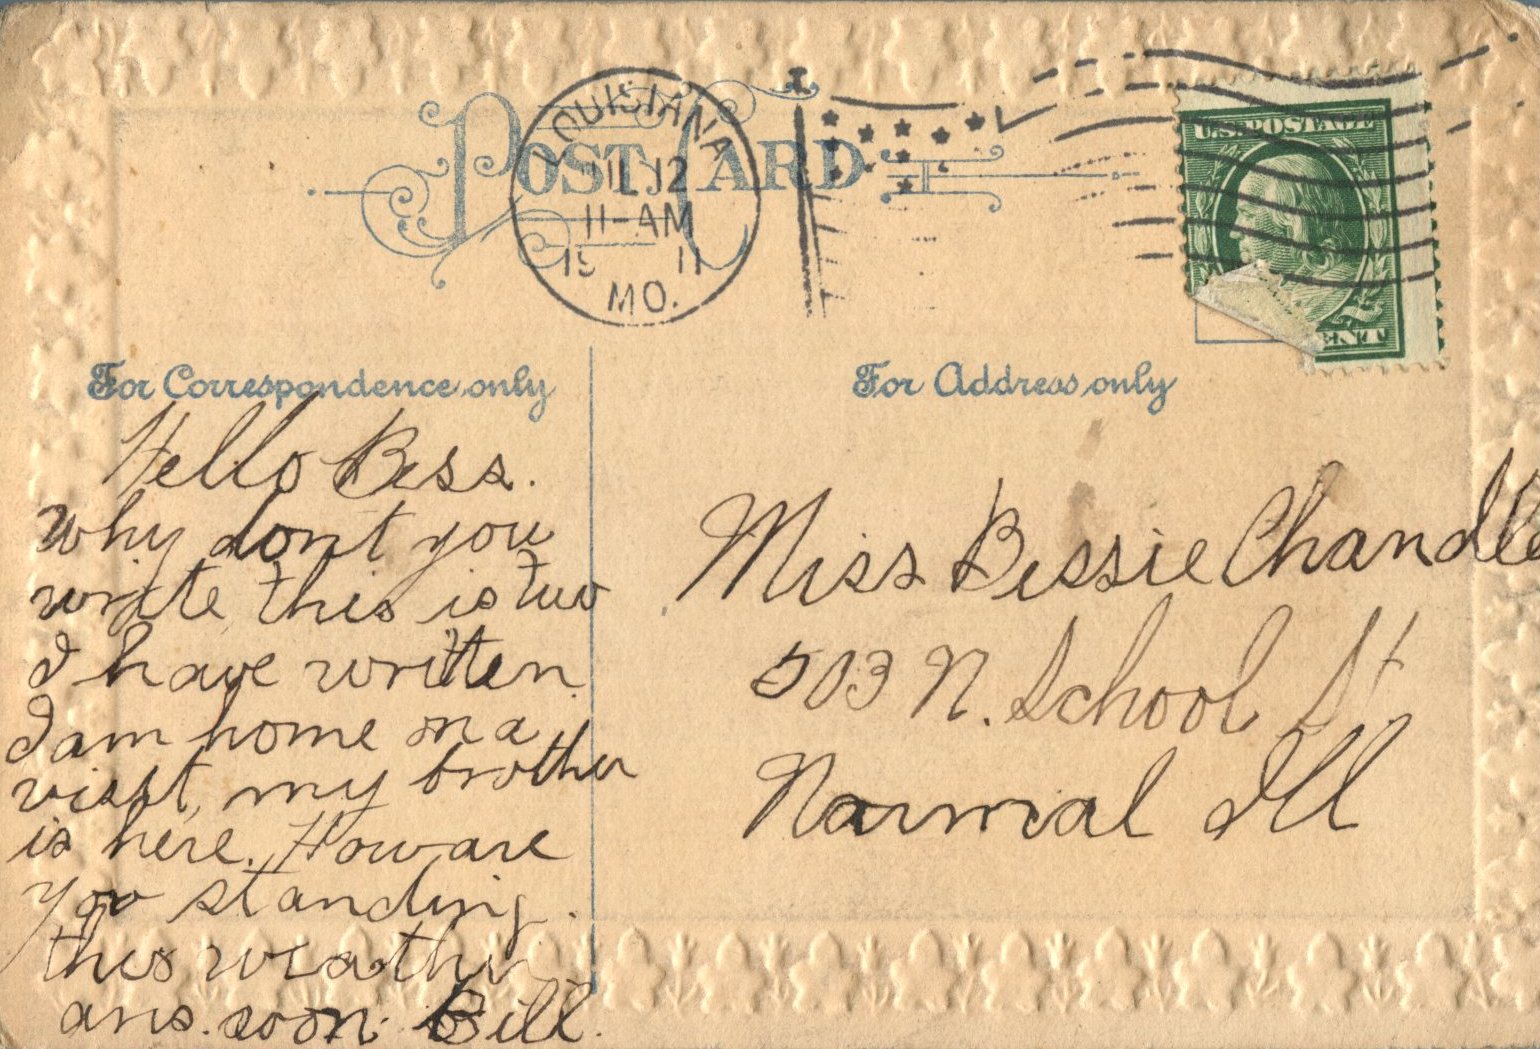 POST CARD
LOUISIANA
JUL 12
11-AM
19 11
MO.
U.S. POSTAGE
ENT
For Correspondence only
For Address only
Hello Bess.
why dont you
write this is two
I have written.
I am home on a
visit, my brother
is here. How are
you standing.
this weather
ans. soon. Bill.
Miss Bessie Chandle
503 N. School St
Normal Ill